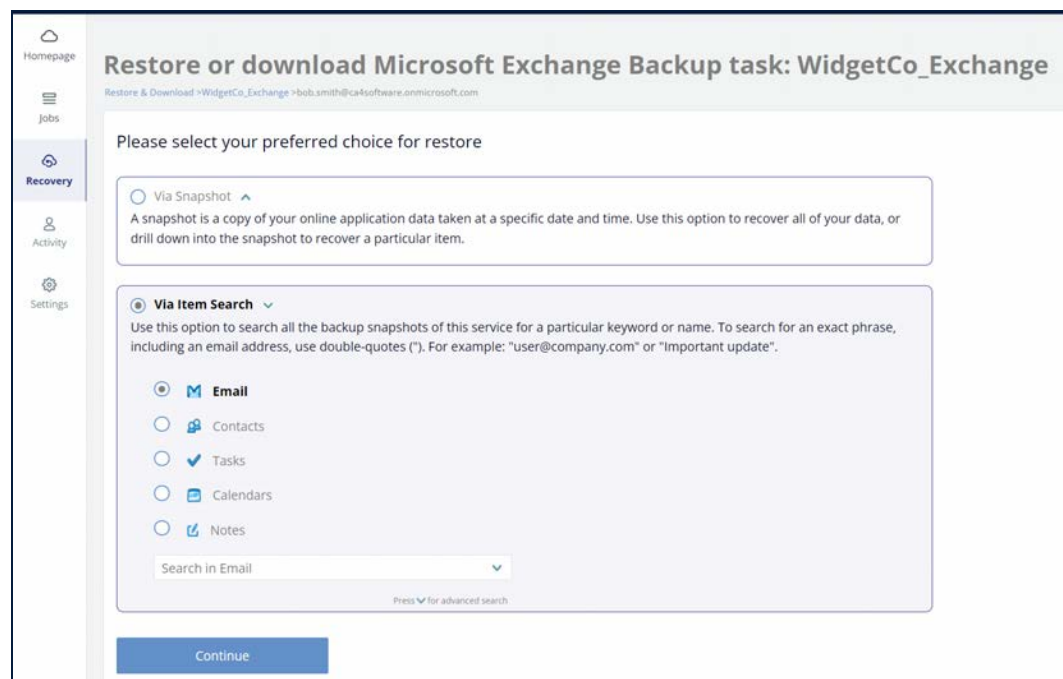 Homepage
Jobs
Recovery
Activity
Settings
Restore or download Microsoft Exchange Backup task: WidgetCo_Exchange
Restore & Download >WidgetCo_Exchange >bob.smith@ca4software.onmicrosoft.com
Please select your preferred choice for restore
Via Snapshot
A snapshot is a copy of your online application data taken at a specific date and time. Use this option to recover all of your data, or
drill down into the snapshot to recover a particular item.
Via Item Search
Use this option to search all the backup snapshots of this service for a particular keyword or name. To search for an exact phrase,
including an email address, use double-quotes ("). For example: "user@company.com" or "Important update".
Email
Contacts
Tasks
Calendars
Notes
Search in Email
Press for advanced search
Continue